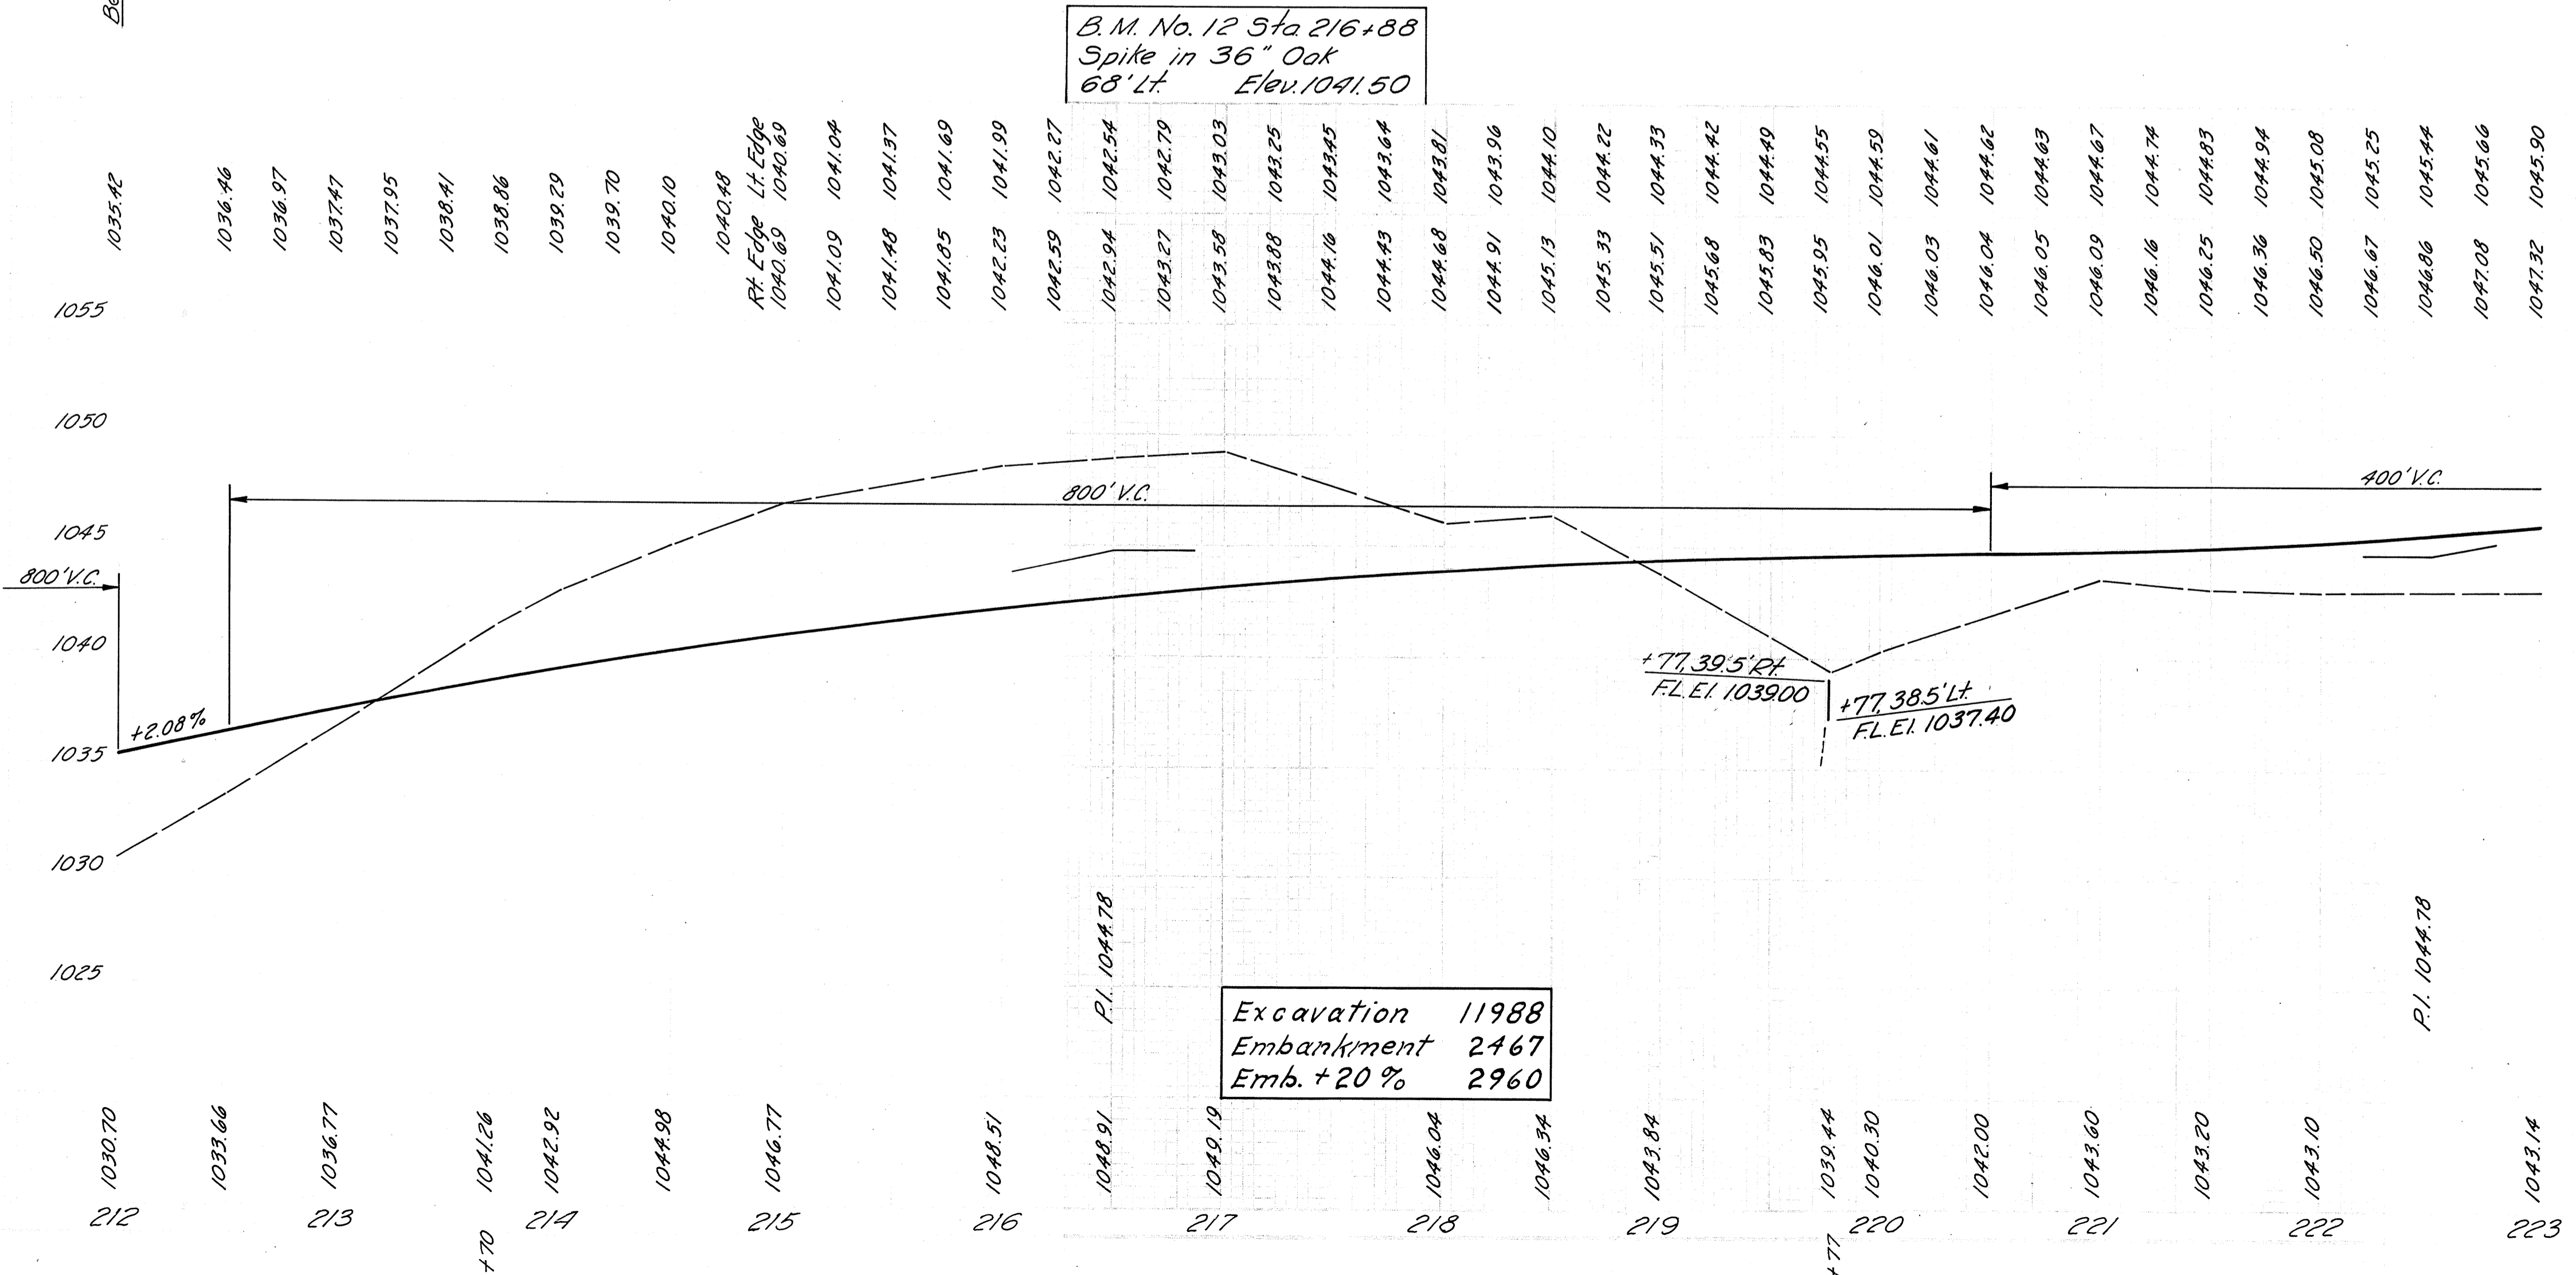 B.M. No. 12 Sta. 216+88
Spike in 36" Oak
68' Lt. Elev. 1041.50
Rt. Edge Lt. Edge
1035.42 1036.46 1036.97 1037.47 1037.95 1038.41 1038.86 1039.29 1039.70 1040.10 1040.48 1040.69 1041.04 1041.37 1041.69 1041.99 1042.27 1042.54 1042.79 1043.03 1043.25 1043.45 1043.64 1043.81 1043.96 1044.10 1044.22 1044.33 1044.42 1044.49 1044.55 1044.59 1044.61 1044.62 1044.63 1044.67 1044.74 1044.83 1044.94 1045.08 1045.25 1045.44 1045.66 1045.90
1040.69 1041.09 1041.48 1041.85 1042.23 1042.59 1042.94 1043.27 1043.58 1043.88 1044.16 1044.43 1044.68 1044.91 1045.13 1045.33 1045.51 1045.68 1045.83 1045.95 1046.01 1046.03 1046.04 1046.05 1046.09 1046.16 1046.25 1046.36 1046.50 1046.67 1046.86 1047.08 1047.32
1055
1050
800' V.C.
400' V.C.
1045
800' V.C.
1040
+77, 39.5' Rt.
F.L. El. 1039.00
+77, 38.5' Lt.
F.L. El. 1037.40
+2.08%
1035
1030
P.I. 1044.78
P.I. 1044.78
1025
Excavation 11988
Embankment 2467
Emb. + 20% 2960
1030.70 1033.66 1036.77 1041.26 1042.92 1044.98 1046.77 1048.51 1048.91 1049.19 1046.04 1046.34 1043.84 1039.44 1040.30 1042.00 1043.60 1043.20 1043.10 1043.14
212 213 214 215 216 217 218 219 220 221 222 223
+70 +77